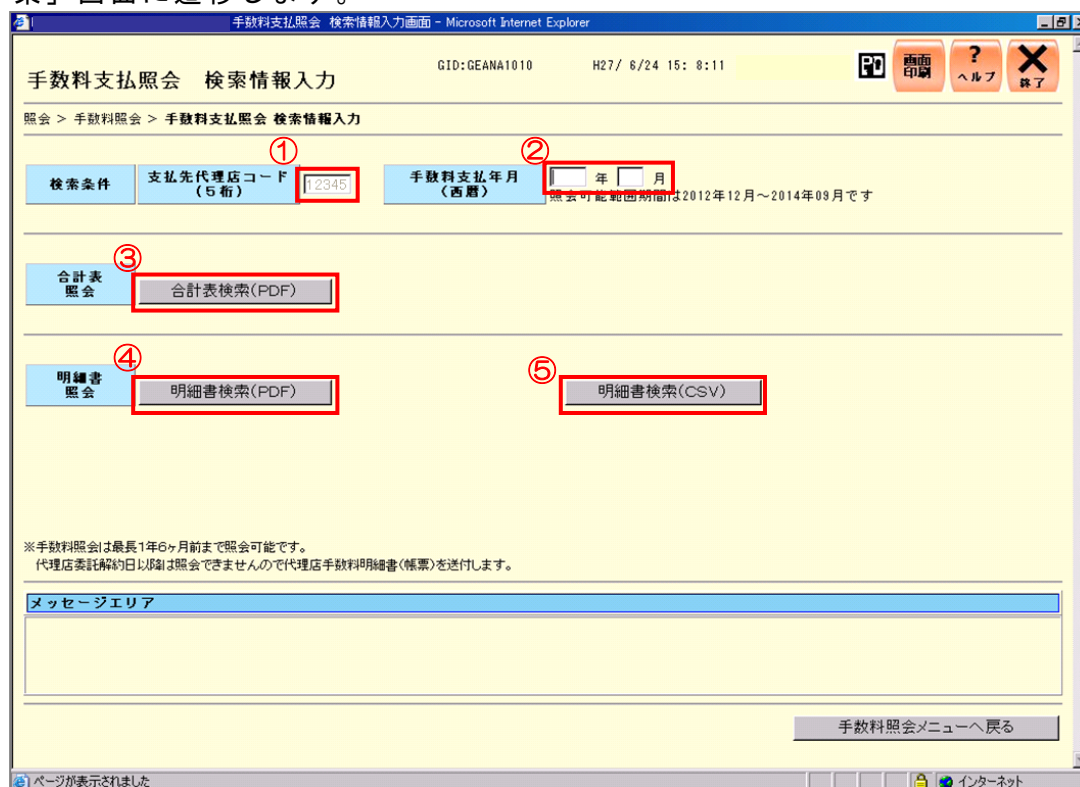 索」画面に遷移します。
手数料支払照会 検索情報入力画面 - Microsoft Internet Explorer
手数料支払照会 検索情報入力
GID:GEANA1010 H27/ 6/24 15: 8:11
画面印刷
?
ヘルプ
終了
照会 > 手数料照会 > 手数料支払照会 検索情報入力
① ②
検索条件
支払先代理店コード
(5桁)
12345
手数料支払年月
(西暦)
年 月
照会可能範囲期間は2012年12月~2014年09月です
③
合計表
照会
合計表検索(PDF)
④ ⑤
明細書
照会
明細書検索(PDF)
明細書検索(CSV)
※手数料照会は最長1年6ヶ月前まで照会可能です。
代理店委託解約日以降は照会できませんので代理店手数料明細書(帳票)を送付します。
メッセージエリア
手数料照会メニューへ戻る
ページが表示されました
インターネット